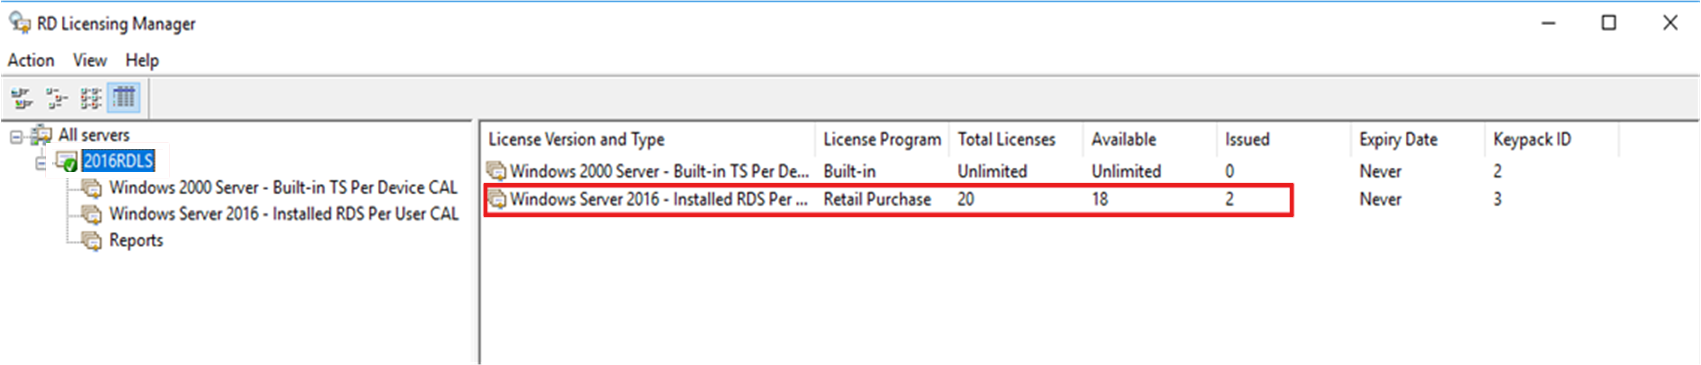 RD Licensing Manager
Action View Help
All servers
2016RDLS
Windows 2000 Server - Built-in TS Per Device CAL
Windows Server 2016 - Installed RDS Per User CAL
Reports
License Version and Type License Program Total Licenses Available Issued Expiry Date Keypack ID
Windows 2000 Server - Built-in TS Per De... Built-in Unlimited Unlimited 0 Never 2
Windows Server 2016 - Installed RDS Per ... Retail Purchase 20 18 2 Never 3